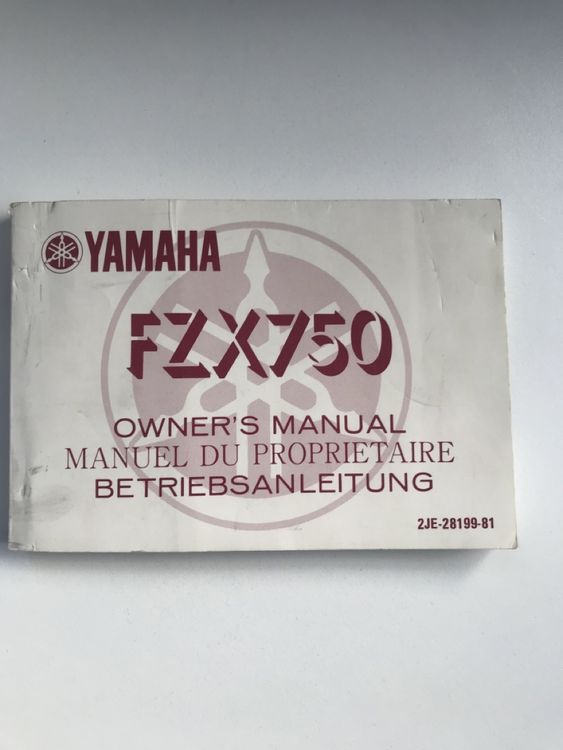 YAMAHA
FZX750
OWNER'S MANUAL
MANUEL DU PROPRIETAIRE
BETRIEBSANLEITUNG
2JE-28199-81